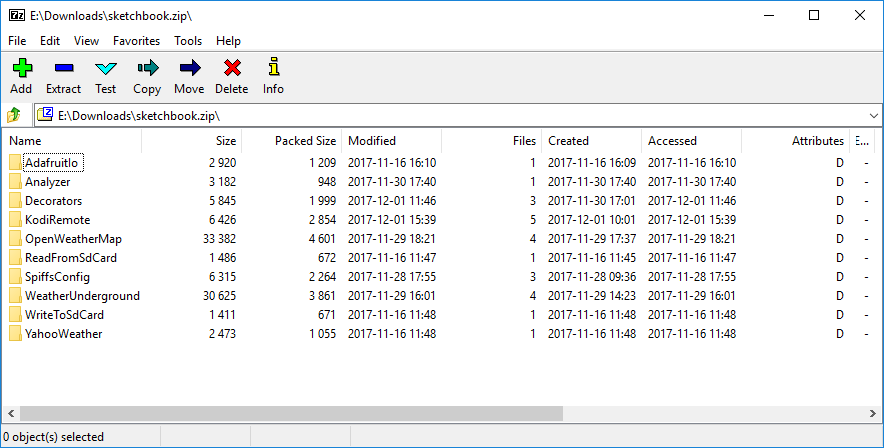 7z E:\Downloads\sketchbook.zip\
File Edit View Favorites Tools Help
Add Extract Test Copy Move Delete Info
E:\Downloads\sketchbook.zip\
Name Size Packed Size Modified Files Created Accessed Attributes E...
AdafruitIo 2 920 1 209 2017-11-16 16:10 1 2017-11-16 16:09 2017-11-16 16:10 D -
Analyzer 3 182 948 2017-11-30 17:40 1 2017-11-30 17:40 2017-11-30 17:40 D -
Decorators 5 845 1 999 2017-12-01 11:46 3 2017-11-30 17:01 2017-12-01 11:46 D -
KodiRemote 6 426 2 854 2017-12-01 15:39 5 2017-12-01 10:01 2017-12-01 15:39 D -
OpenWeatherMap 33 382 4 601 2017-11-29 18:21 4 2017-11-29 17:37 2017-11-29 18:21 D -
ReadFromSdCard 1 486 672 2017-11-16 11:47 1 2017-11-16 11:45 2017-11-16 11:47 D -
SpiffsConfig 6 315 2 264 2017-11-28 17:55 3 2017-11-28 09:36 2017-11-28 17:55 D -
WeatherUnderground 30 625 3 861 2017-11-29 16:01 4 2017-11-29 14:23 2017-11-29 16:01 D -
WriteToSdCard 1 411 671 2017-11-16 11:48 1 2017-11-16 11:48 2017-11-16 11:48 D -
YahooWeather 2 473 1 055 2017-11-16 11:48 1 2017-11-16 11:48 2017-11-16 11:48 D -
0 object(s) selected